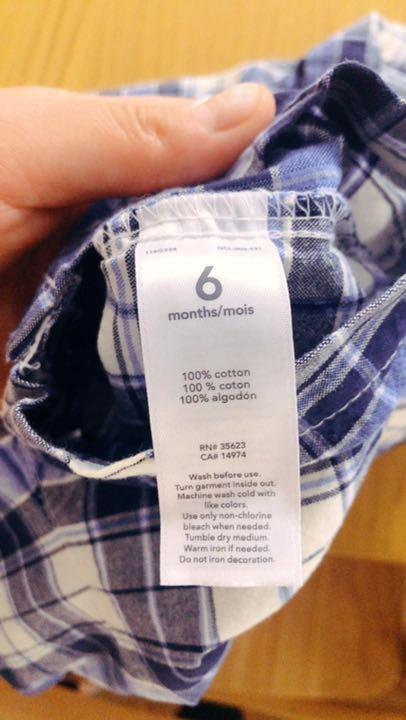 6
months/mois
100% cotton
100 % coton
100% algodón
RN# 35623
CA# 14974
Wash before use.
Turn garment inside out.
Machine wash cold with
like colors.
Use only non-chlorine
bleach when needed.
Tumble dry medium.
Warm iron if needed.
Do not iron decoration.